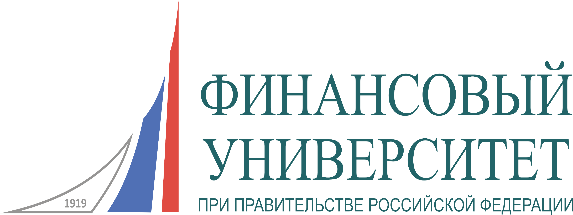 ФИНАНСОВЫЙ
УНИВЕРСИТЕТ
ПРИ ПРАВИТЕЛЬСТВЕ РОССИЙСКОЙ ФЕДЕРАЦИИ
1919